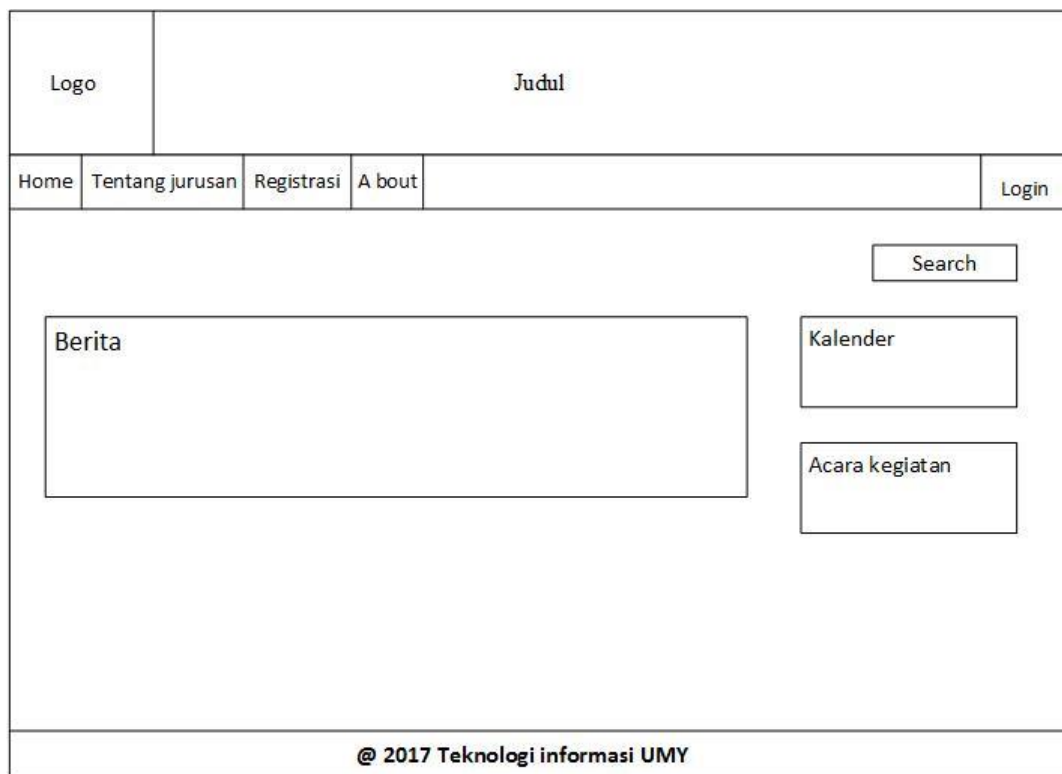 Logo
Judul
Home
Tentang jurusan
Registrasi
A bout
Login
Search
Berita
Kalender
Acara kegiatan
@ 2017 Teknologi informasi UMY